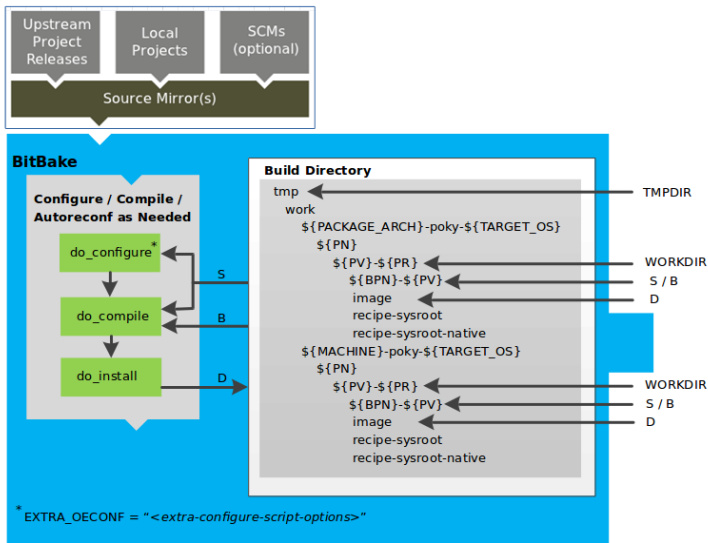 Upstream
Project
Releases
Local
Projects
SCMs
(optional)
Source Mirror(s)
BitBake
Configure / Compile /
Autoreconf as Needed
do_configure*
do_compile
do_install
S
B
D
Build Directory
tmp
TMPDIR
work
${PACKAGE_ARCH}-poky-${TARGET_OS}
${PN}
${PV}-${PR}
WORKDIR
${BPN}-${PV}
S / B
image
D
recipe-sysroot
recipe-sysroot-native
${MACHINE}-poky-${TARGET_OS}
${PN}
${PV}-${PR}
WORKDIR
${BPN}-${PV}
S / B
image
D
recipe-sysroot
recipe-sysroot-native
* EXTRA_OECONF = “<extra-configure-script-options>”